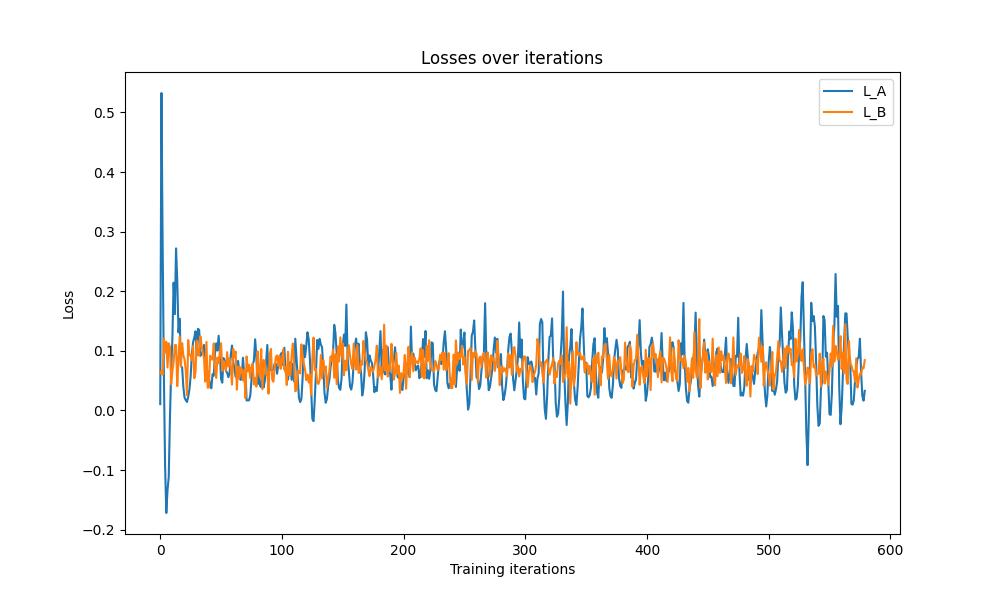 Losses over iterations
L_A
L_B
Loss
0.5
0.4
0.3
0.2
0.1
0.0
−0.1
−0.2
0 100 200 300 400 500 600
Training iterations